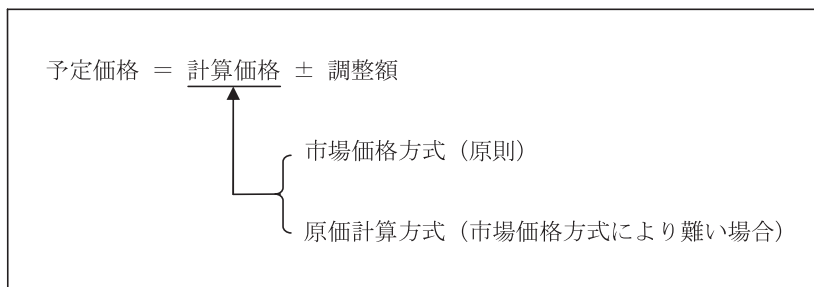 予定価格 ＝ 計算価格 ± 調整額
市場価格方式（原則）
原価計算方式（市場価格方式により難い場合）